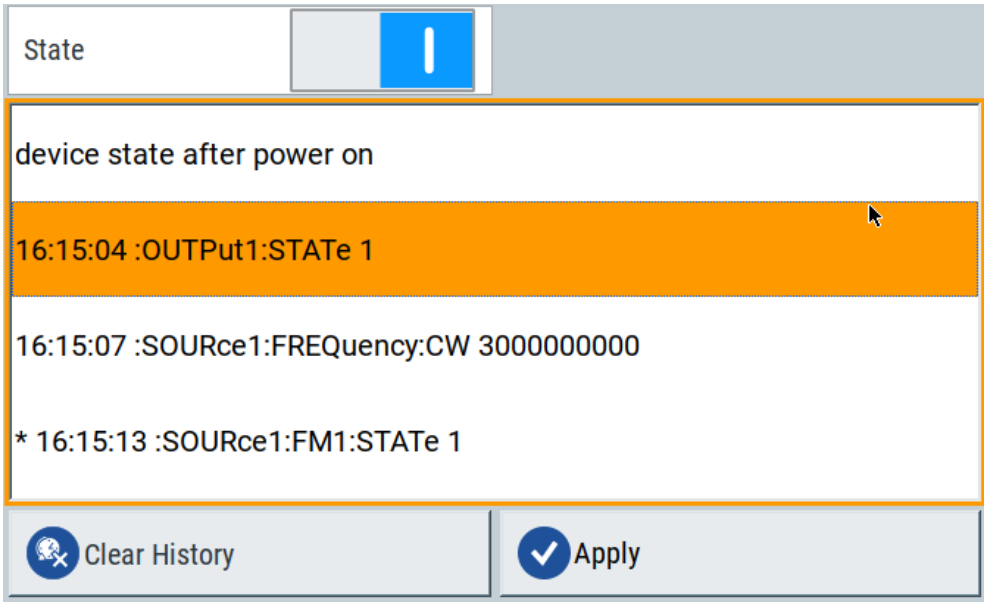 State
device state after power on
16:15:04 :OUTPut1:STATe 1
16:15:07 :SOURce1:FREQuency:CW 3000000000
* 16:15:13 :SOURce1:FM1:STATe 1
Clear History
Apply